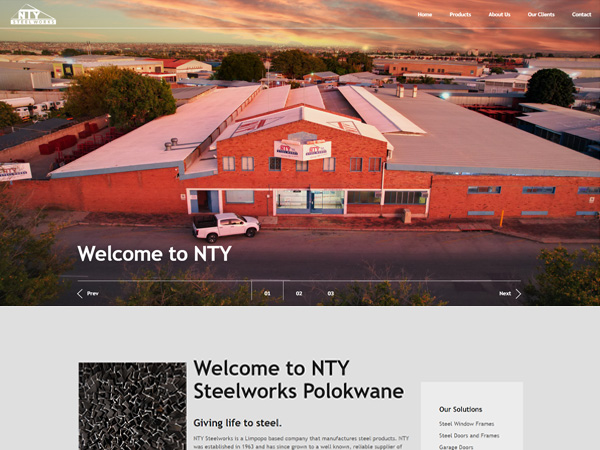 NTY
STEELWORKS
Home
Products
About Us
Our Clients
Contact
NTY
Welcome to NTY
Prev
01
02
03
Next
Welcome to NTY
Steelworks Polokwane
Giving life to steel.
NTY Steelworks is a Limpopo based company that manufactures steel products. NTY
was established in 1963 and has since grown to a well known, reliable supplier of
Our Solutions
Steel Window Frames
Steel Doors and Frames
Garage Doors